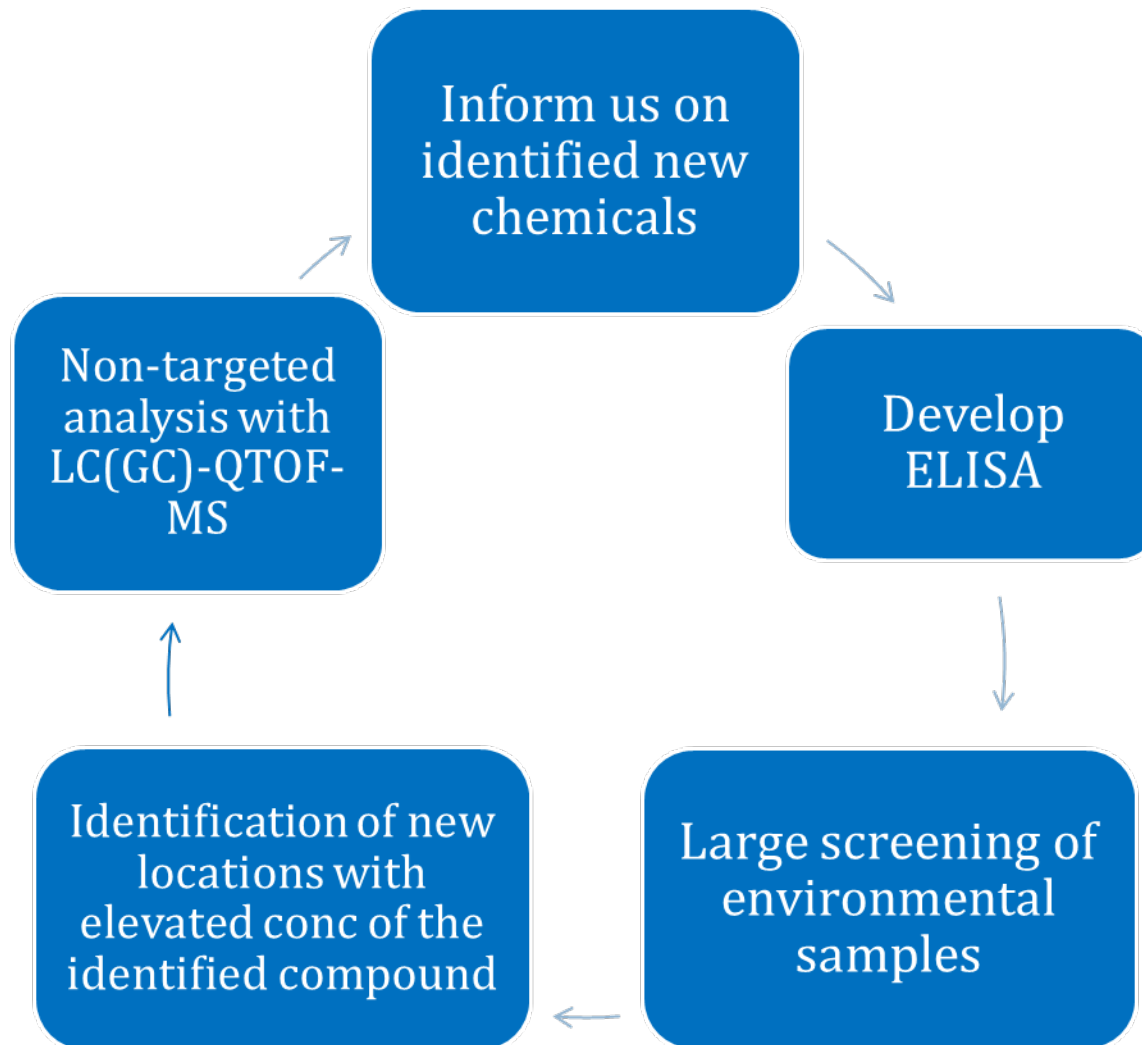 Inform us on
identified new
chemicals
Develop
ELISA
Large screening of
environmental
samples
Identification of new
locations with
elevated conc of the
identified compound
Non-targeted
analysis with
LC(GC)-QTOF-
MS